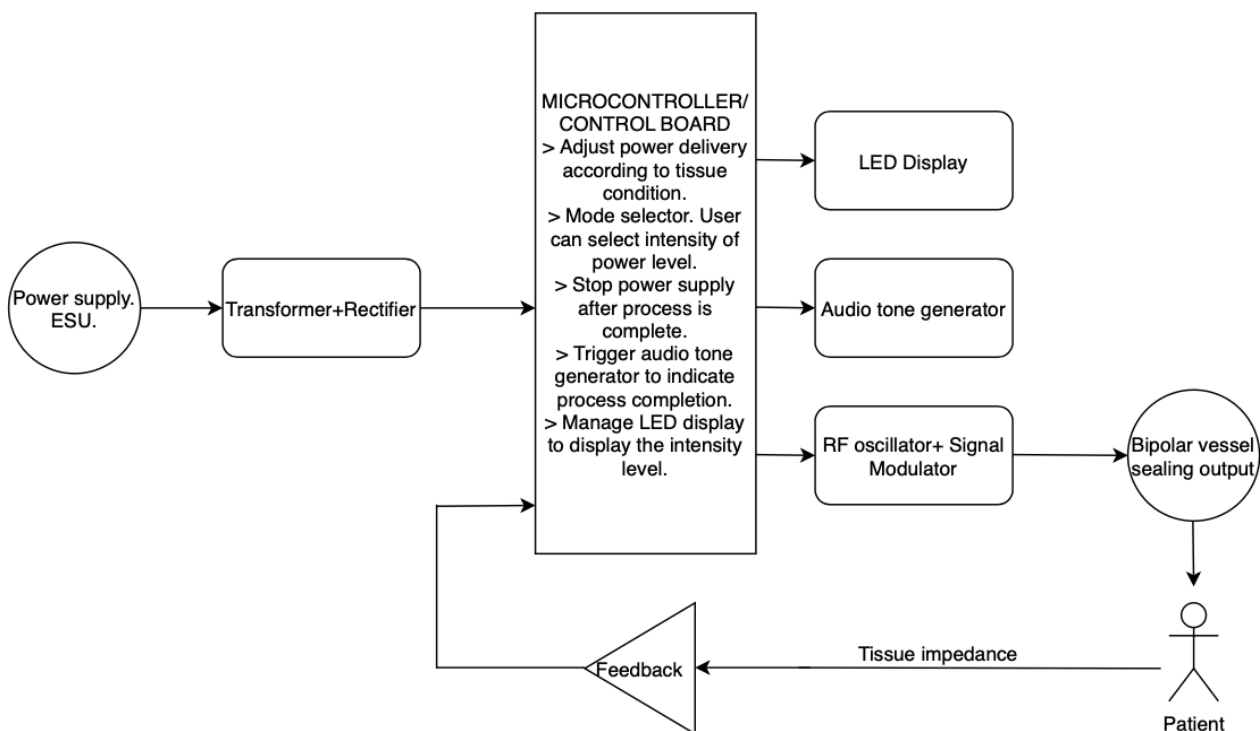 MICROCONTROLLER/
CONTROL BOARD
> Adjust power delivery
according to tissue
condition.
> Mode selector. User
can select intensity of
power level.
> Stop power supply
after process is
complete.
> Trigger audio tone
generator to indicate
process completion.
> Manage LED display
to display the intensity
level.
Power supply.
ESU.
Transformer+Rectifier
LED Display
Audio tone generator
RF oscillator+ Signal
Modulator
Bipolar vessel
sealing output
Tissue impedance
Feedback
Patient